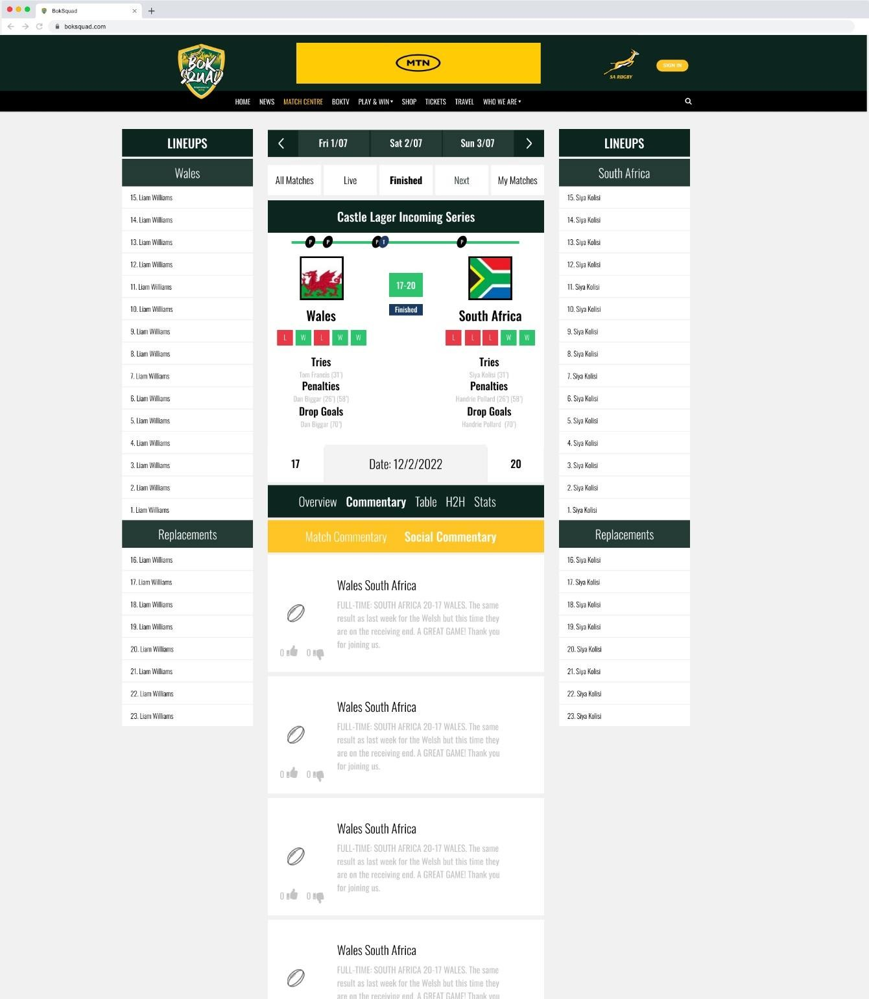 BokSquad
boksquad.com
BOK
SQUAD
MTN
SA RUGBY
SIGN IN
HOME NEWS MATCH CENTRE BOKTV PLAY & WIN SHOP TICKETS TRAVEL WHO WE ARE
LINEUPS
Wales
15. Liam Williams
14. Liam Williams
13. Liam Williams
12. Liam Williams
11. Liam Williams
10. Liam Williams
9. Liam Williams
8. Liam Williams
7. Liam Williams
6. Liam Williams
5. Liam Williams
4. Liam Williams
3. Liam Williams
2. Liam Williams
1. Liam Williams
Replacements
16. Liam Williams
17. Liam Williams
18. Liam Williams
19. Liam Williams
20. Liam Williams
21. Liam Williams
22. Liam Williams
23. Liam Williams
Fri 1/07 Sat 2/07 Sun 3/07
All Matches Live Finished Next My Matches
Castle Lager Incoming Series
P P P T P
17-20
Finished
Wales South Africa
L W L W W L L L W W
Tries Tries
Tom Francis (31') Siya Kolisi (31')
Penalties Penalties
Dan Biggar (26') (58') Handrie Pollard (26') (58')
Drop Goals Drop Goals
Dan Biggar (70') Handrie Pollard (70')
17 Date: 12/2/2022 20
Overview Commentary Table H2H Stats
Match Commentary Social Commentary
Wales South Africa
FULL-TIME: SOUTH AFRICA 20-17 WALES. The same
result as last week for the Welsh but this time they
are on the receiving end. A GREAT GAME! Thank you
for joining us.
0 0
Wales South Africa
FULL-TIME: SOUTH AFRICA 20-17 WALES. The same
result as last week for the Welsh but this time they
are on the receiving end. A GREAT GAME! Thank you
for joining us.
0 0
Wales South Africa
FULL-TIME: SOUTH AFRICA 20-17 WALES. The same
result as last week for the Welsh but this time they
are on the receiving end. A GREAT GAME! Thank you
for joining us.
0 0
Wales South Africa
FULL-TIME: SOUTH AFRICA 20-17 WALES. The same
result as last week for the Welsh but this time they
are on the receiving end. A GREAT GAME! Thank you
LINEUPS
South Africa
15. Siya Kolisi
14. Siya Kolisi
13. Siya Kolisi
12. Siya Kolisi
11. Siya Kolisi
10. Siya Kolisi
9. Siya Kolisi
8. Siya Kolisi
7. Siya Kolisi
6. Siya Kolisi
5. Siya Kolisi
4. Siya Kolisi
3. Siya Kolisi
2. Siya Kolisi
1. Siya Kolisi
Replacements
16. Siya Kolisi
17. Siya Kolisi
18. Siya Kolisi
19. Siya Kolisi
20. Siya Kolisi
21. Siya Kolisi
22. Siya Kolisi
23. Siya Kolisi